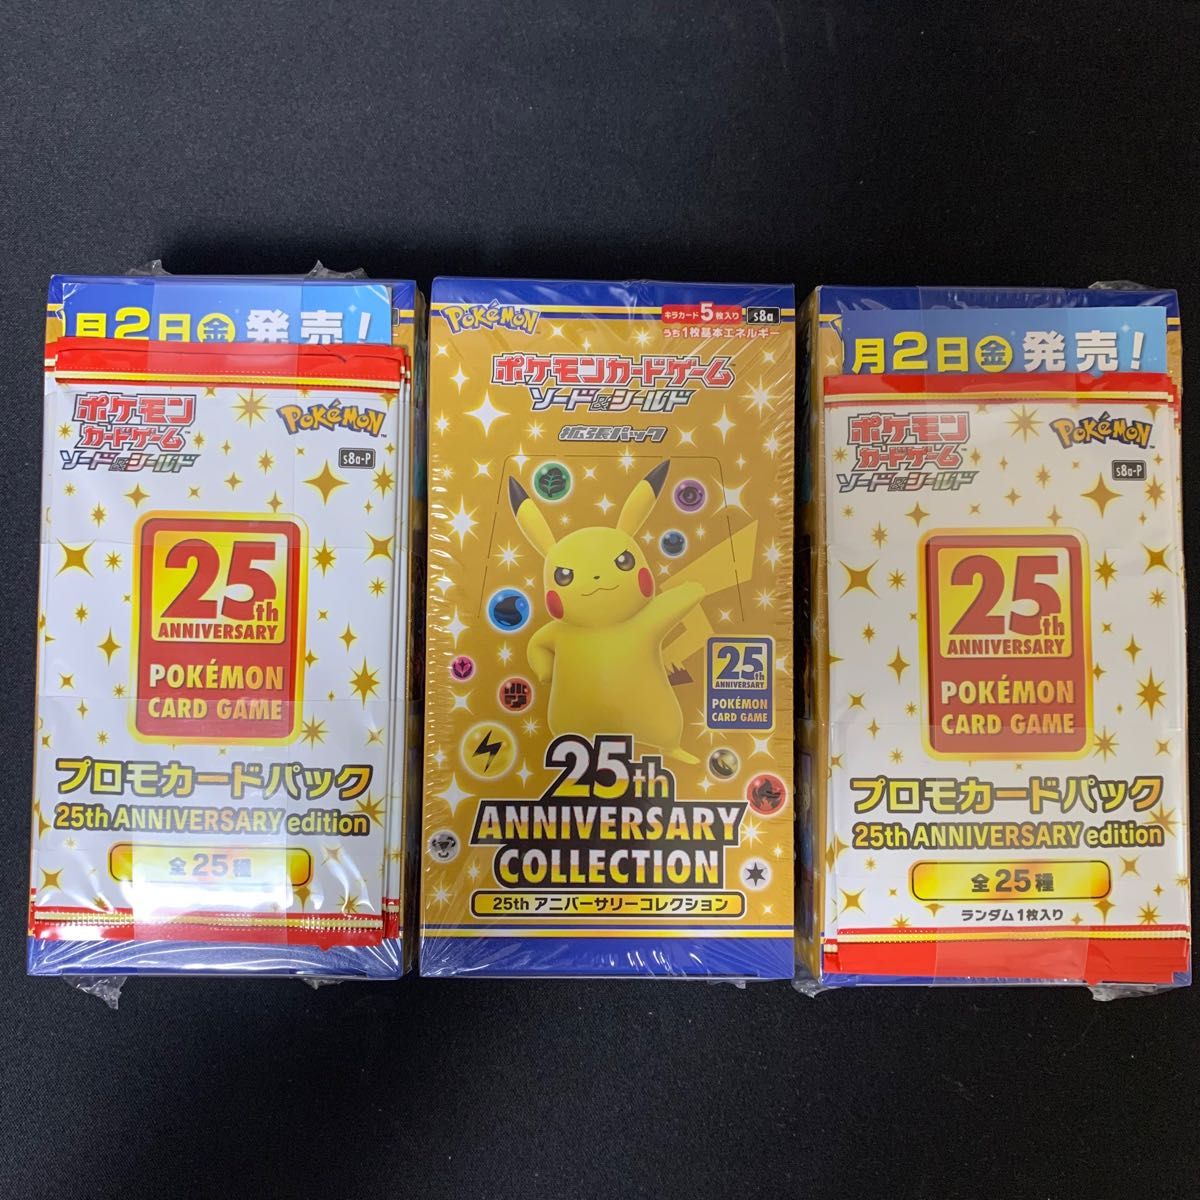 月2日金発売！
ポケモン
カードゲーム
ソード&シールド
Pokémon
s8a-P
25th
ANNIVERSARY
POKÉMON
CARD GAME
プロモカードパック
25th ANNIVERSARY edition
全25種
Pokémon
キラカード5枚入り
s8a
うち1枚基本エネルギー
ポケモンカードゲーム
ソード&シールド
拡張パック
25th
ANNIVERSARY
POKÉMON
CARD GAME
25th
ANNIVERSARY
COLLECTION
25th アニバーサリーコレクション
月2日金発売！
ポケモン
カードゲーム
ソード&シールド
Pokémon
s8a-P
25th
ANNIVERSARY
POKÉMON
CARD GAME
プロモカードパック
25th ANNIVERSARY edition
全25種
ランダム1枚入り